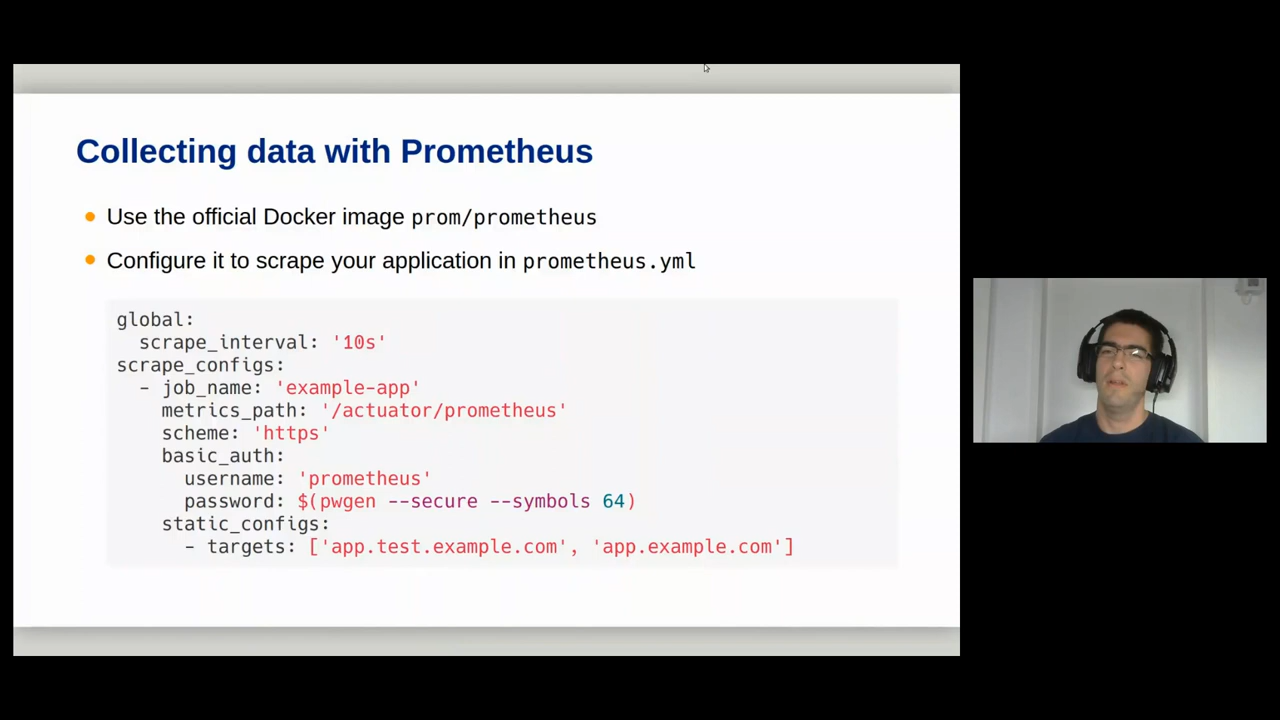 Collecting data with Prometheus
Use the official Docker image prom/prometheus
Configure it to scrape your application in prometheus.yml
global:
  scrape_interval: '10s'
scrape_configs:
  - job_name: 'example-app'
    metrics_path: '/actuator/prometheus'
    scheme: 'https'
    basic_auth:
      username: 'prometheus'
      password: $(pwgen --secure --symbols 64)
    static_configs:
      - targets: ['app.test.example.com', 'app.example.com']